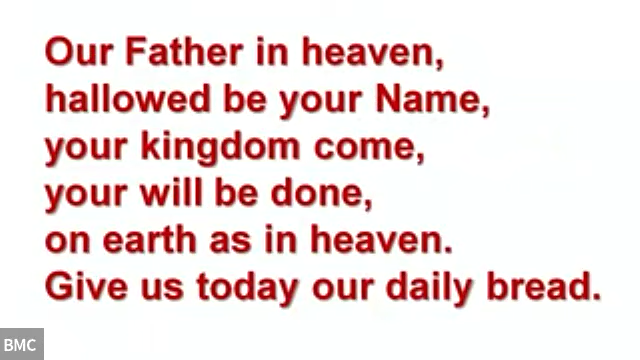 Our Father in heaven,
hallowed be your Name,
your kingdom come,
your will be done,
on earth as in heaven.
Give us today our daily bread.
BMC